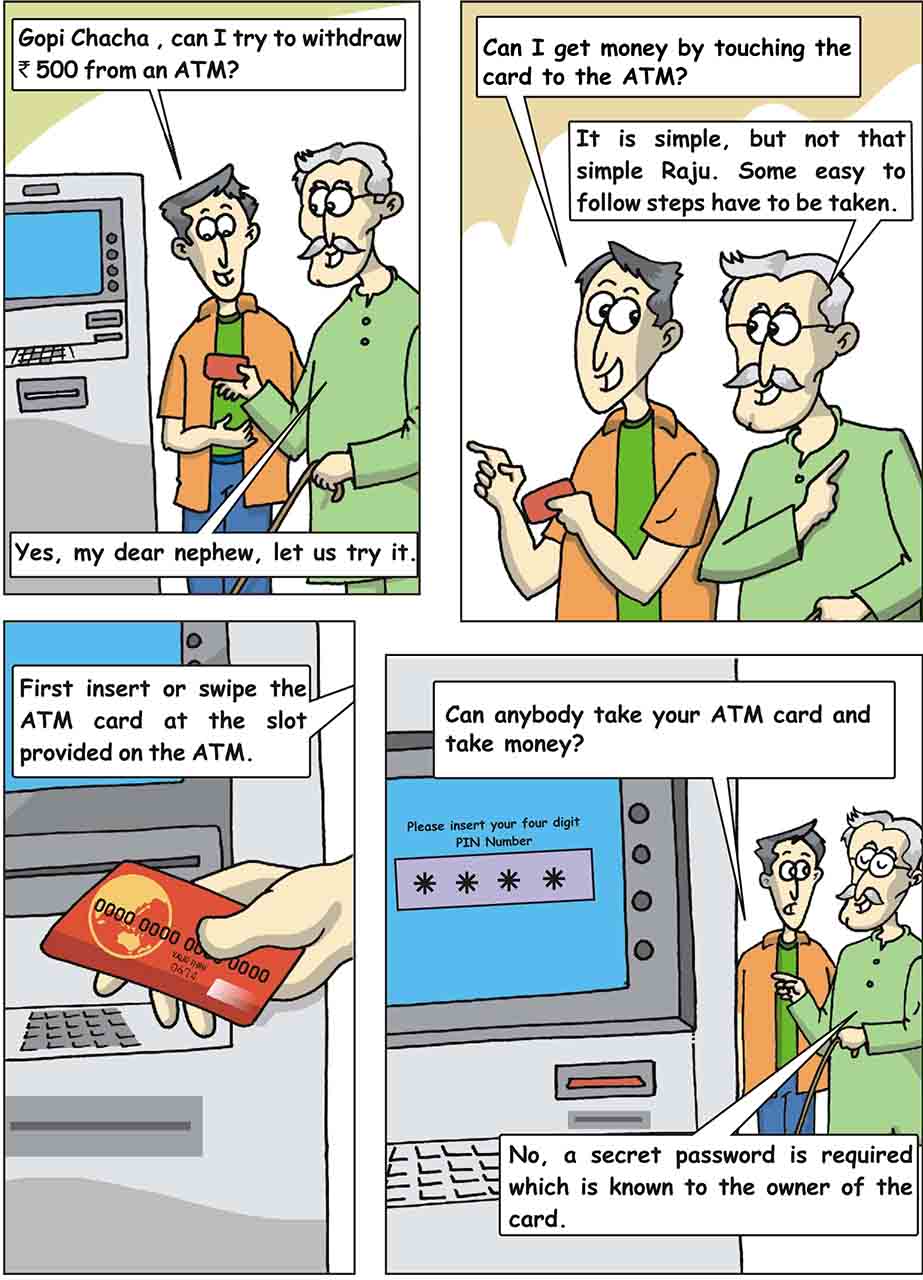 Gopi Chacha , can I try to withdraw
₹ 500 from an ATM?
Yes, my dear nephew, let us try it.
Can I get money by touching the
card to the ATM?
It is simple, but not that
simple Raju. Some easy to
follow steps have to be taken.
First insert or swipe the
ATM card at the slot
provided on the ATM.
0000 0000 0000 0000
VALID THRU
0674
Can anybody take your ATM card and
take money?
Please insert your four digit
PIN Number
* * * *
No, a secret password is required
which is known to the owner of the
card.